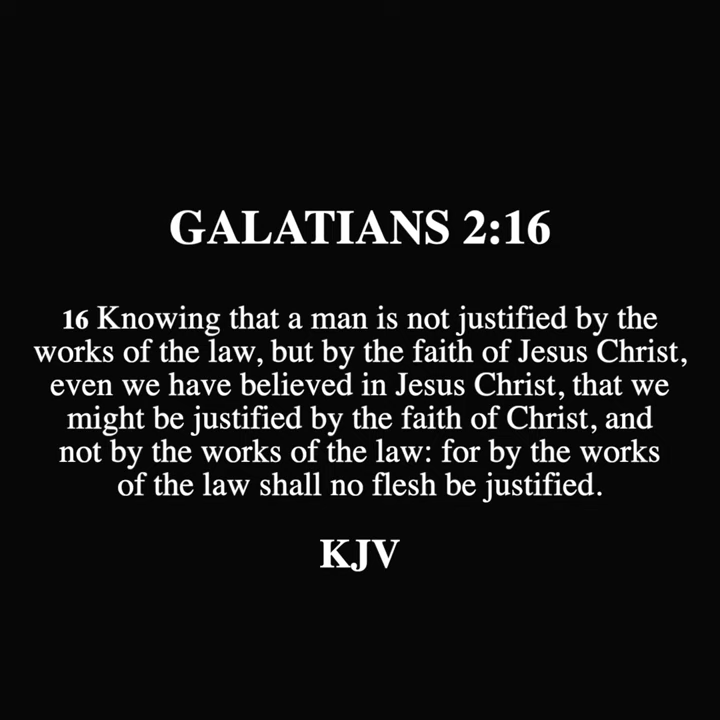 GALATIANS 2:16
16 Knowing that a man is not justified by the
works of the law, but by the faith of Jesus Christ,
even we have believed in Jesus Christ, that we
might be justified by the faith of Christ, and
not by the works of the law: for by the works
of the law shall no flesh be justified.
KJV